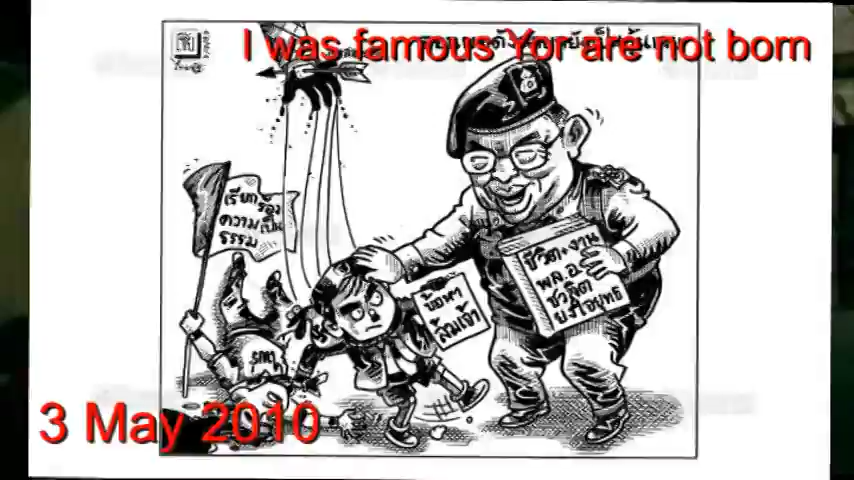 I was famous Yor are not born
เรียกร้อง
ความเป็น
ธรรม
ข้อหา
ล้มเจ้า
ชีวิต+งาน
พล.อ.
ชวลิต
ยงใจยุทธ
3 May 2010